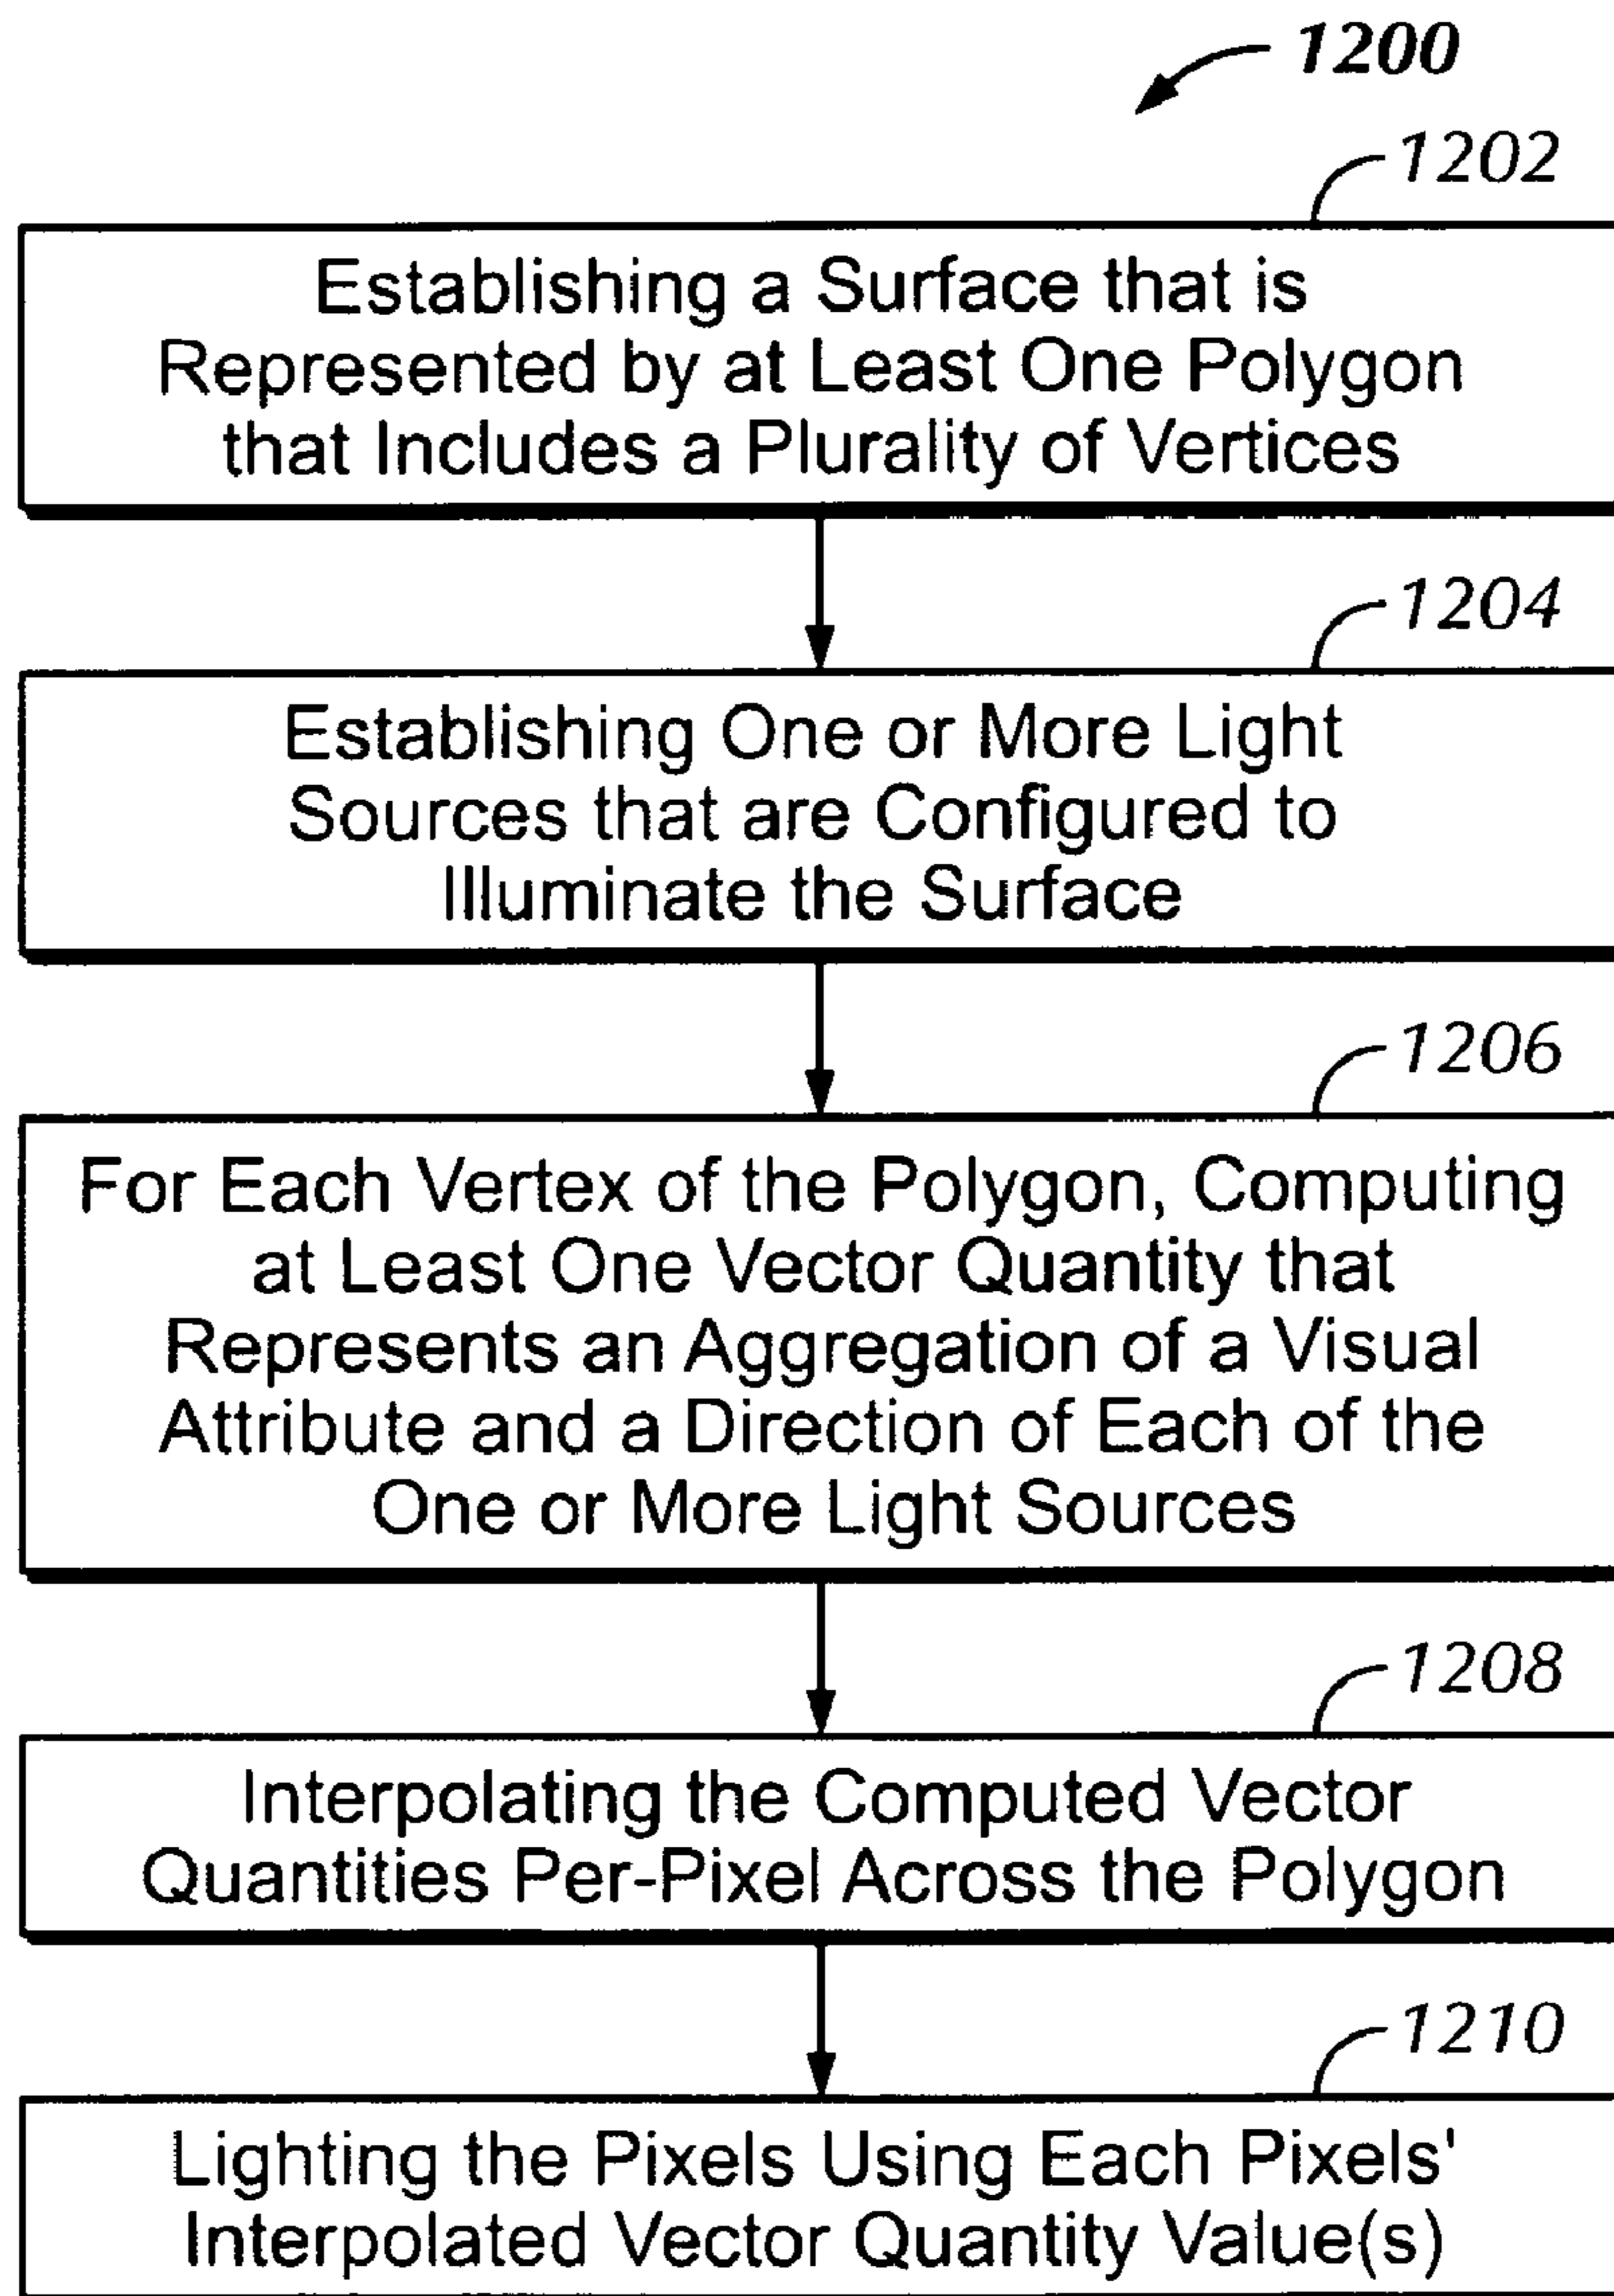 1200
1202
Establishing a Surface that is
Represented by at Least One Polygon
that Includes a Plurality of Vertices
1204
Establishing One or More Light
Sources that are Configured to
Illuminate the Surface
1206
For Each Vertex of the Polygon, Computing
at Least One Vector Quantity that
Represents an Aggregation of a Visual
Attribute and a Direction of Each of the
One or More Light Sources
1208
Interpolating the Computed Vector
Quantities Per-Pixel Across the Polygon
1210
Lighting the Pixels Using Each Pixels'
Interpolated Vector Quantity Value(s)